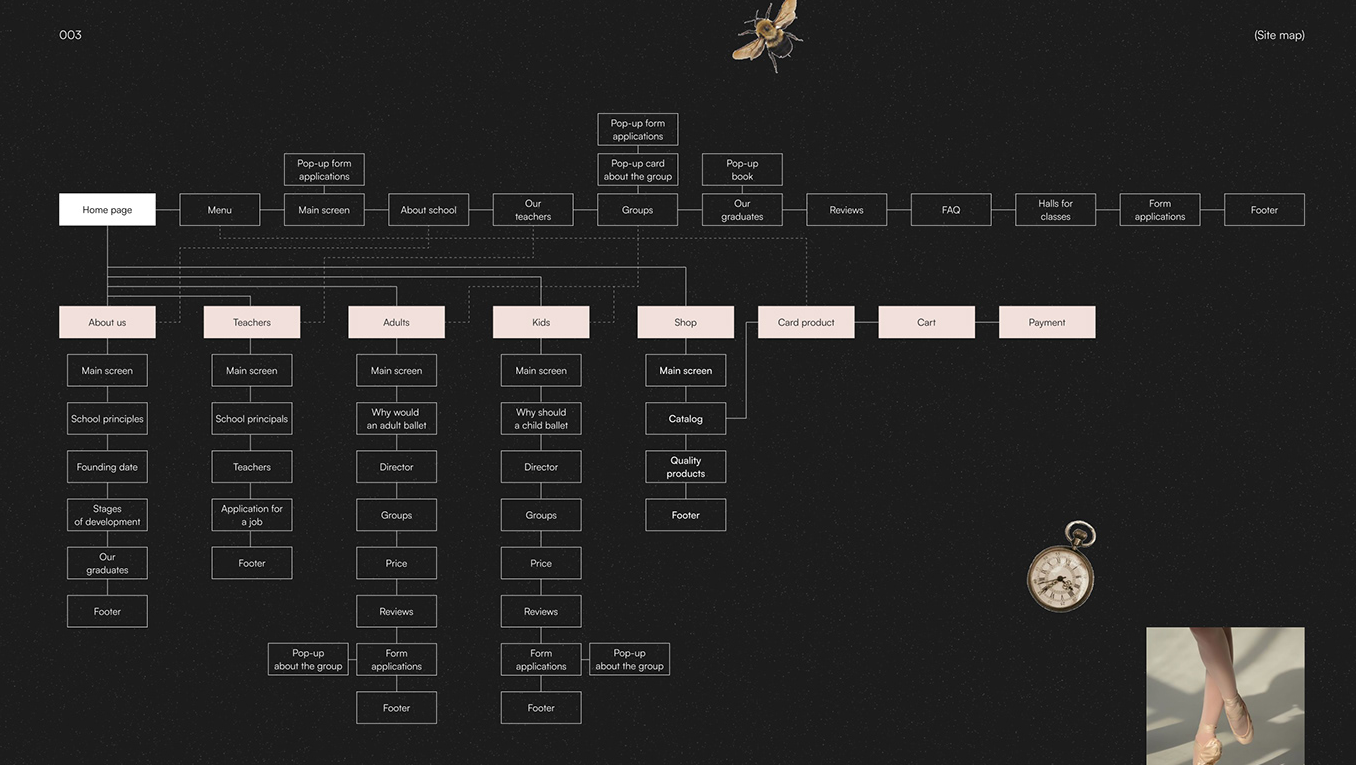 003
(Site map)
Pop-up form
applications
Pop-up form
applications
Pop-up card
about the group
Pop-up
book
Home page
Menu
Main screen
About school
Our
teachers
Groups
Our
graduates
Reviews
FAQ
Halls for
classes
Form
applications
Footer
About us
Teachers
Adults
Kids
Shop
Card product
Cart
Payment
Main screen
School principles
Founding date
Stages
of development
Our
graduates
Footer
Main screen
School principals
Teachers
Application for
a job
Footer
Main screen
Why would
an adult ballet
Director
Groups
Price
Reviews
Pop-up
about the group
Form
applications
Footer
Main screen
Why should
a child ballet
Director
Groups
Price
Reviews
Form
applications
Pop-up
about the group
Footer
Main screen
Catalog
Quality
products
Footer